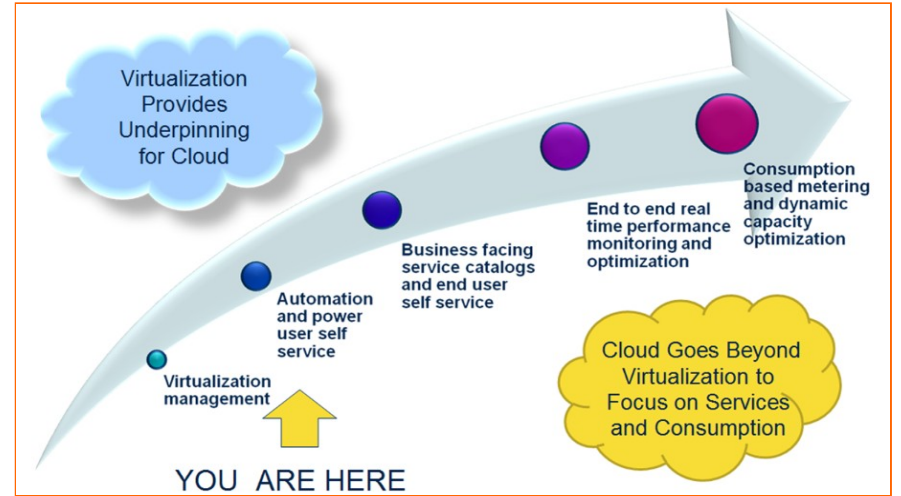 Virtualization
Provides
Underpinning
for Cloud
Virtualization
management
Automation
and power
user self
service
Business facing
service catalogs
and end user
self service
End to end real
time performance
monitoring and
optimization
Consumption
based metering
and dynamic
capacity
optimization
Cloud Goes Beyond
Virtualization to
Focus on Services
and Consumption
YOU ARE HERE